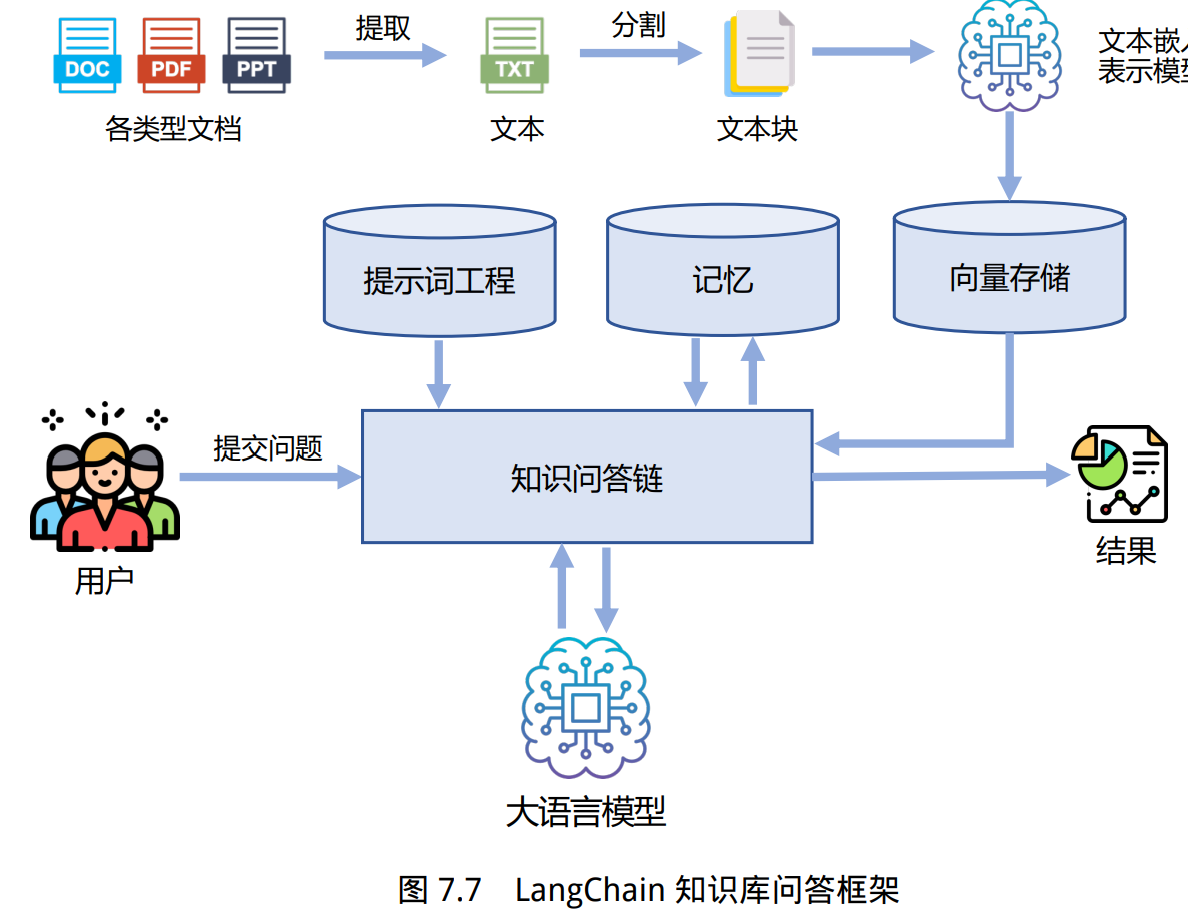 提取
分割
DOC
PDF
PPT
TXT
文本嵌
表示模型
各类型文档
文本
文本块
提示词工程
记忆
向量存储
提交问题
知识问答链
用户
结果
大语言模型
图 7.7 LangChain 知识库问答框架